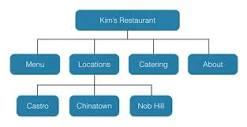 Kim's Restaurant
Menu
Locations
Catering
About
Castro
Chinatown
Nob Hill